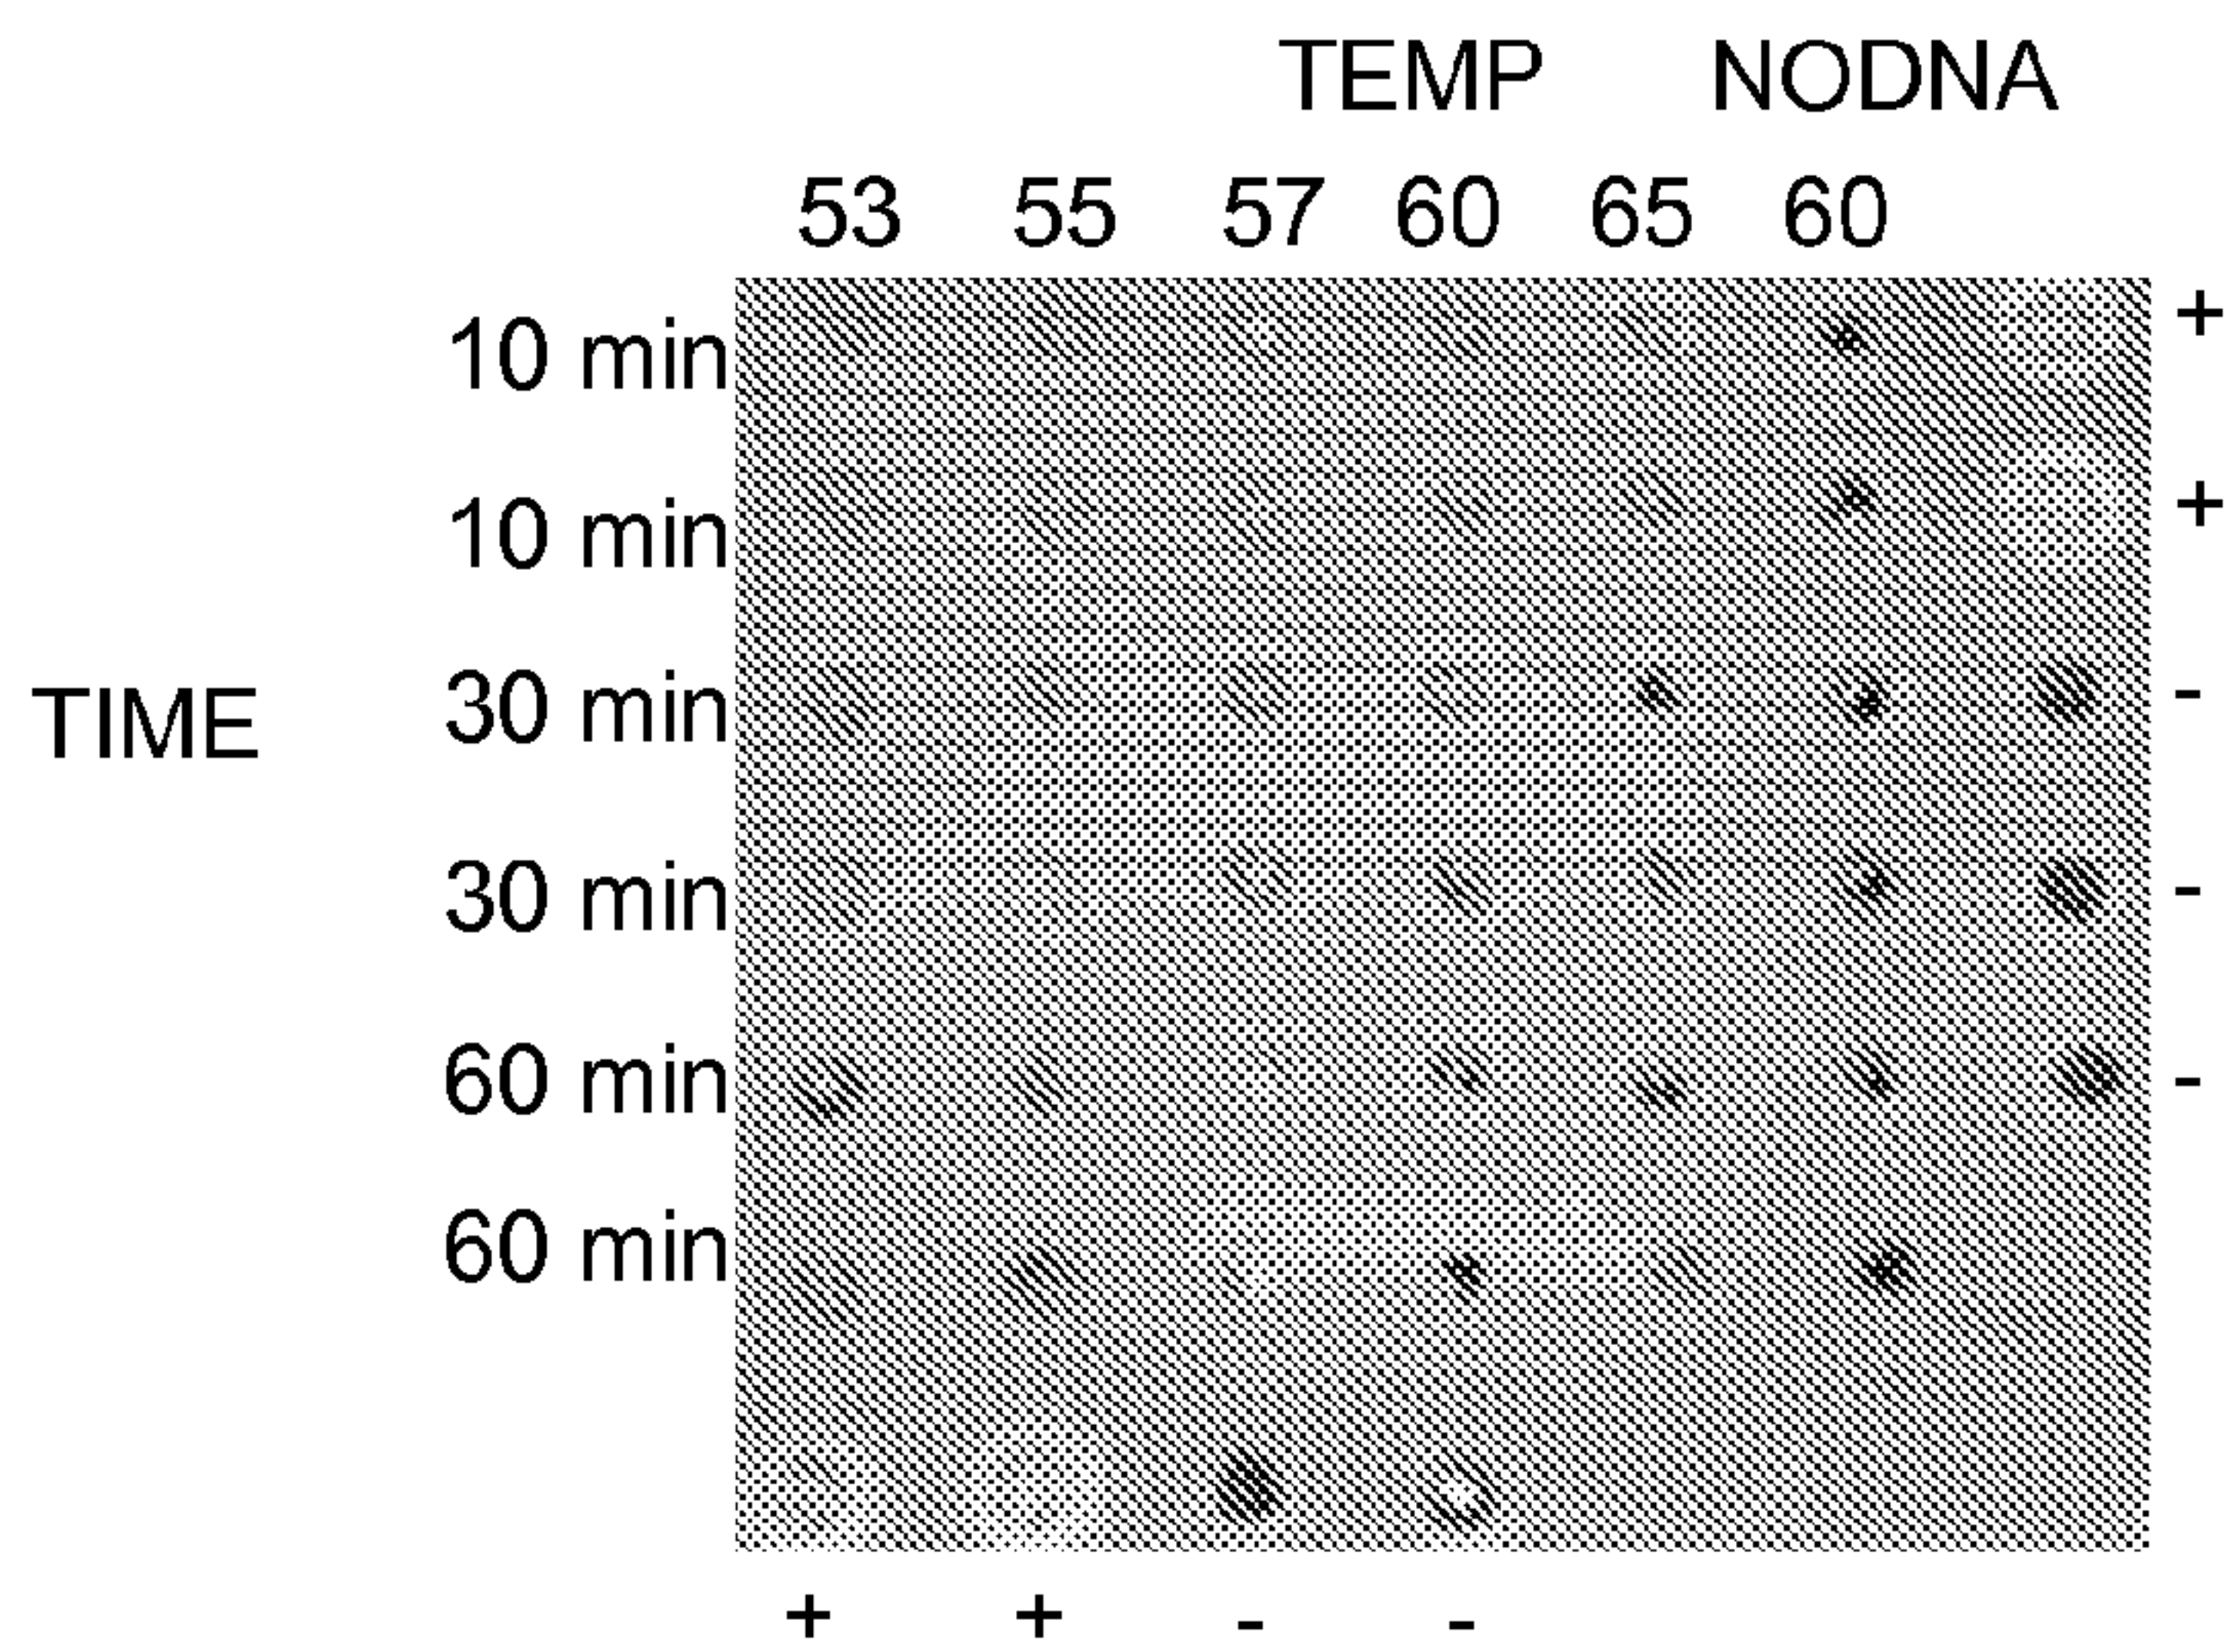 TEMP NODNA
53 55 57 60 65 60
10 min +
10 min +
TIME 30 min -
30 min -
60 min -
60 min
+ + - -